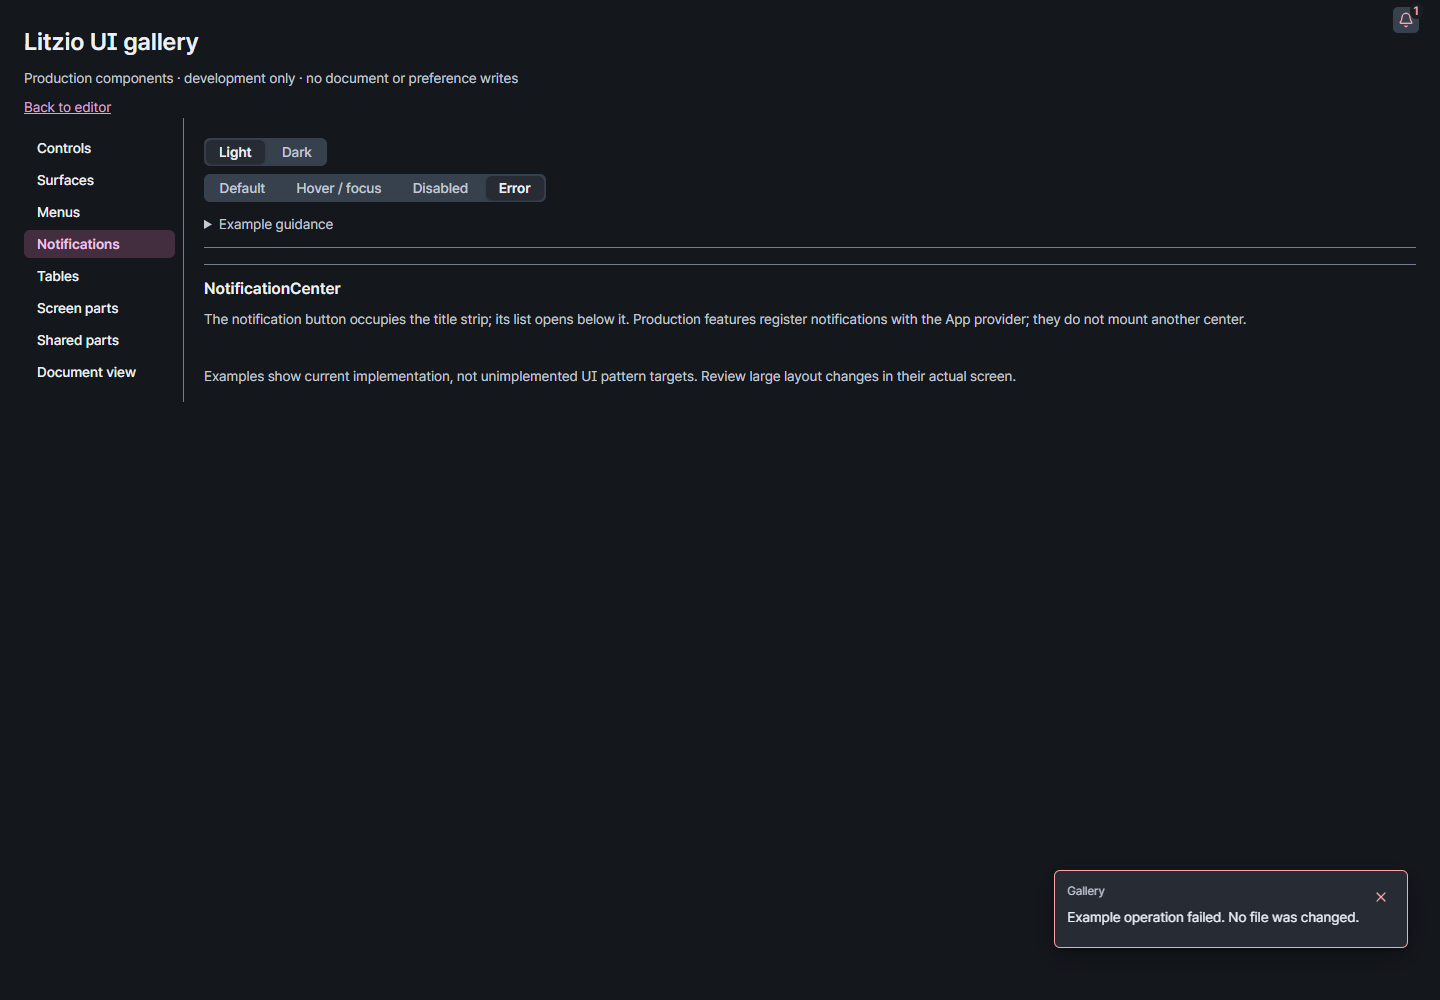 1
Litzio UI gallery
Production components · development only · no document or preference writes
Back to editor
Controls
Surfaces
Menus
Notifications
Tables
Screen parts
Shared parts
Document view
Light Dark
Default Hover / focus Disabled Error
Example guidance
NotificationCenter
The notification button occupies the title strip; its list opens below it. Production features register notifications with the App provider; they do not mount another center.
Examples show current implementation, not unimplemented UI pattern targets. Review large layout changes in their actual screen.
Gallery
Example operation failed. No file was changed.